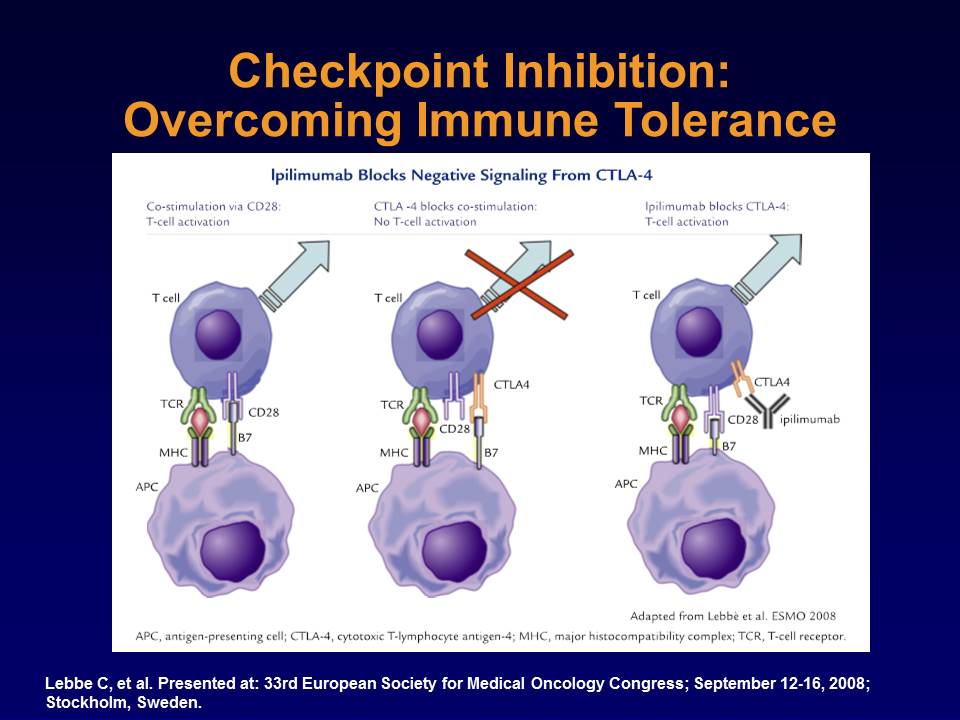 Checkpoint Inhibition:
Overcoming Immune Tolerance
Ipilimumab Blocks Negative Signaling From CTLA-4
Co-stimulation via CD28:
T-cell activation
CTLA -4 blocks co-stimulation:
No T-cell activation
Ipilimumab blocks CTLA-4:
T-cell activation
T cell
TCR
CD28
MHC
B7
APC
T cell
CTLA4
TCR
CD28
MHC
B7
APC
T cell
CTLA4
TCR
CD28
ipilimumab
MHC
B7
APC
Adapted from Lebbè et al. ESMO 2008
APC, antigen-presenting cell; CTLA-4, cytotoxic T-lymphocyte antigen-4; MHC, major histocompatibility complex; TCR, T-cell receptor.
Lebbe C, et al. Presented at: 33rd European Society for Medical Oncology Congress; September 12-16, 2008;
Stockholm, Sweden.